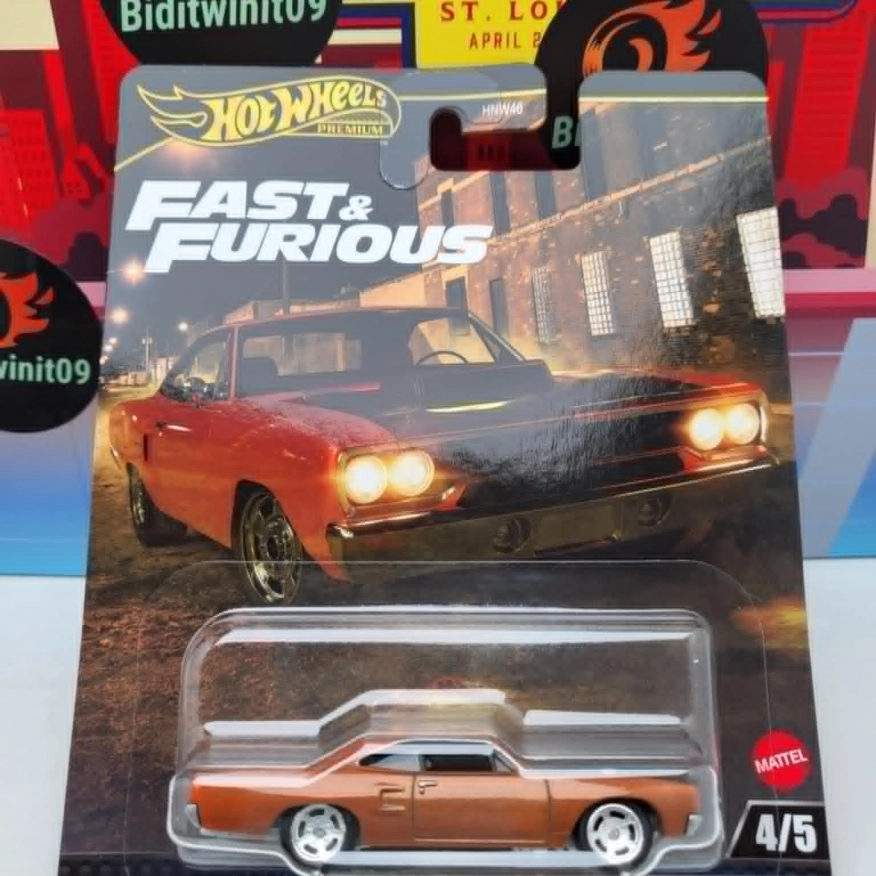 Biditwinit09
ST. LO
APRIL 2
HOT WHEELS
PREMIUM
HNW46
Bi
FAST &
FURIOUS
winit09
MATTEL
4/5